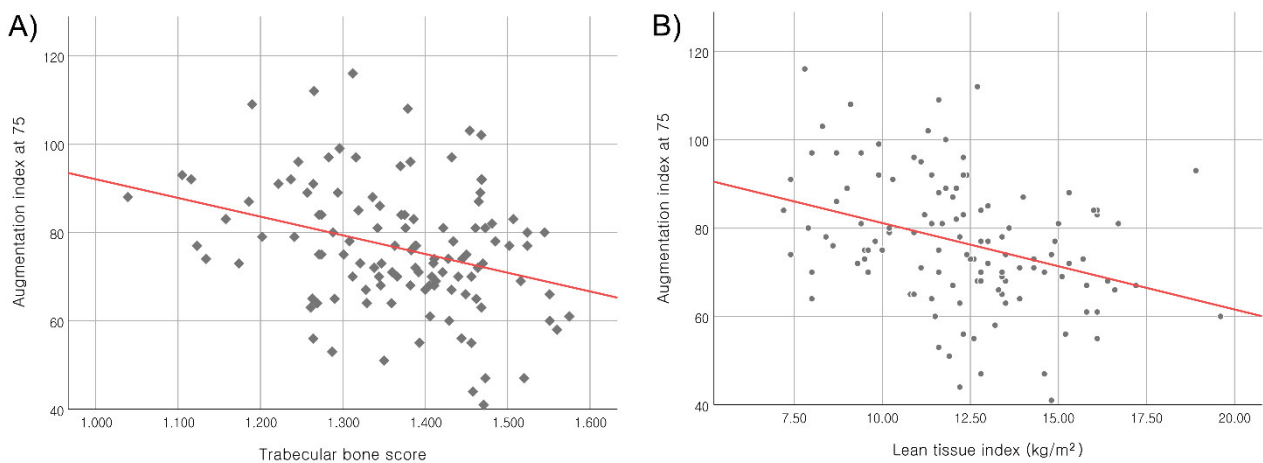 A)
Augmentation index at 75
120
100
80
60
40
1.000 1.100 1.200 1.300 1.400 1.500 1.600
Trabecular bone score
B)
Augmentation index at 75
120
100
80
60
40
7.50 10.00 12.50 15.00 17.50 20.00
Lean tissue index (kg/m²)